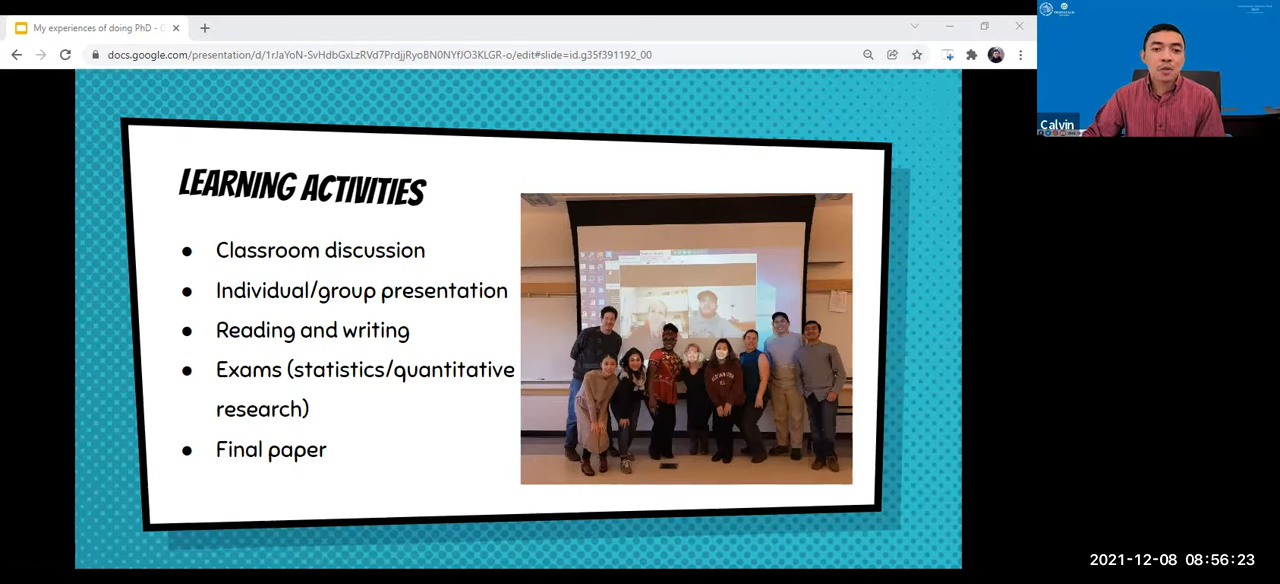 My experiences of doing PhD - G
docs.google.com/presentation/d/1rJaYoN-SvHdbGxLzRVd7PrdjjRyoBN0NYfJO3KLGR-o/edit#slide=id.g35f391192_00
Calvin
LEARNING ACTIVITIES
● Classroom discussion
● Individual/group presentation
● Reading and writing
● Exams (statistics/quantitative
research)
● Final paper
2021-12-08 08:56:23